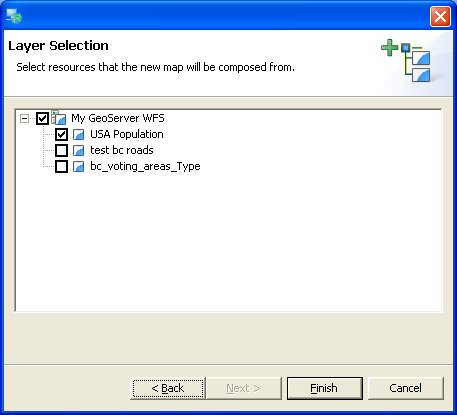 Layer Selection
Select resources that the new map will be composed from.
My GeoServer WFS
USA Population
test bc roads
bc_voting_areas_Type
< Back
Next >
Finish
Cancel